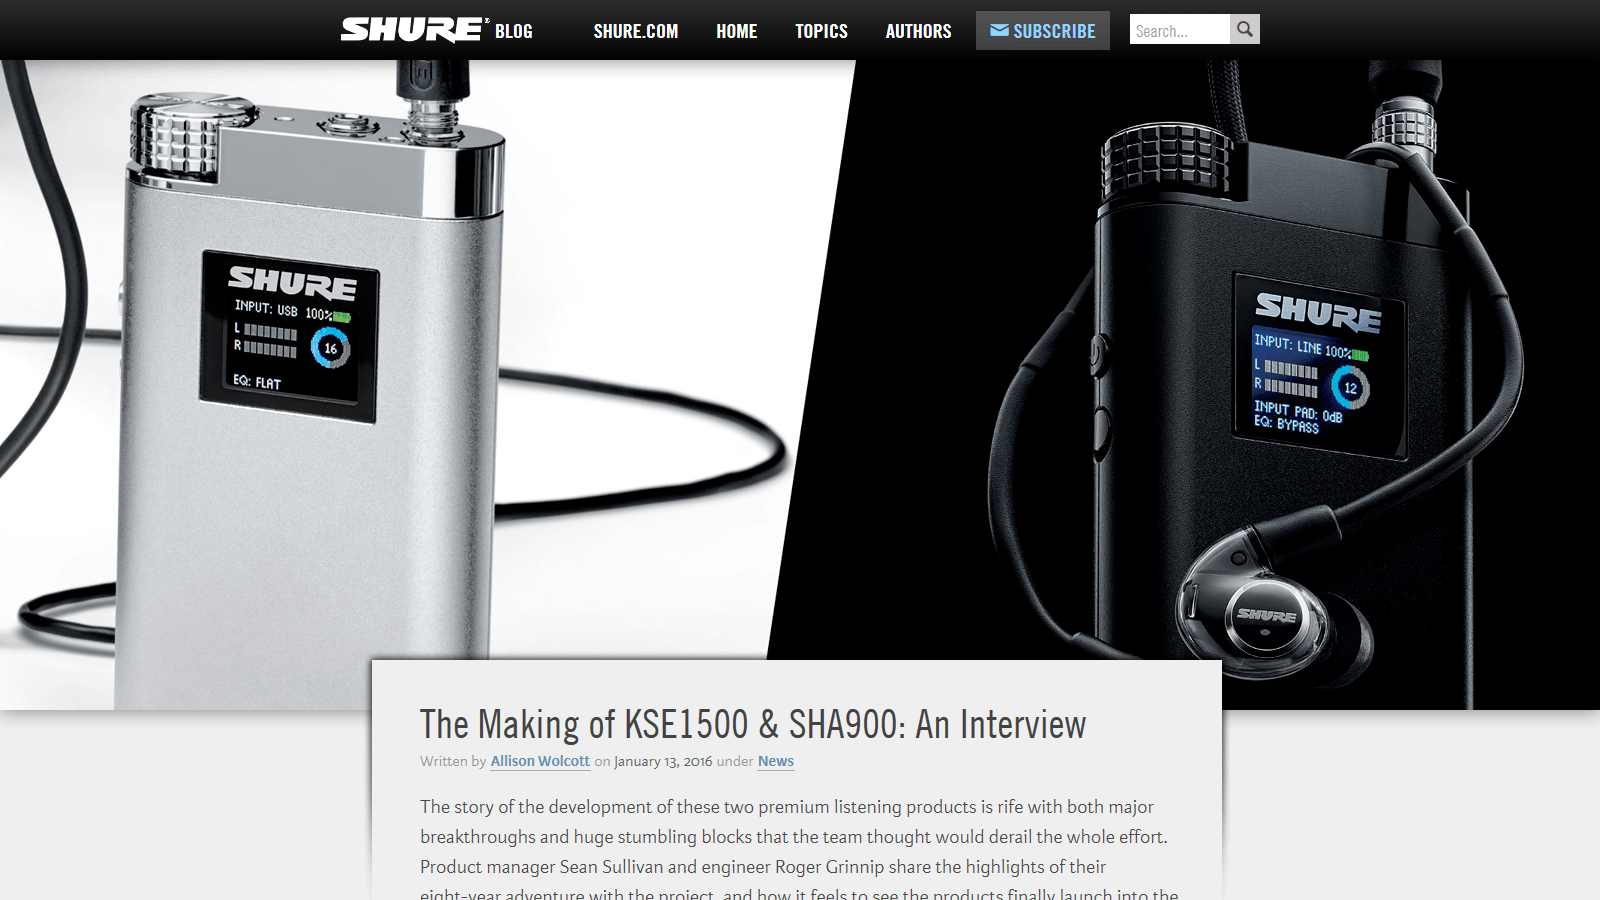 SHURE BLOG SHURE.COM HOME TOPICS AUTHORS SUBSCRIBE Search...
SHURE
INPUT: USB 100%
L
R
16
EQ: FLAT
SHURE
INPUT: LINE 100%
L
R
12
INPUT PAD: 0dB
EQ: BYPASS
SHURE
The Making of KSE1500 & SHA900: An Interview
Written by Allison Wolcott on January 13, 2016 under News
The story of the development of these two premium listening products is rife with both major
breakthroughs and huge stumbling blocks that the team thought would derail the whole effort.
Product manager Sean Sullivan and engineer Roger Grinnip share the highlights of their
eight-year adventure with the project, and how it feels to see the products finally launch into the